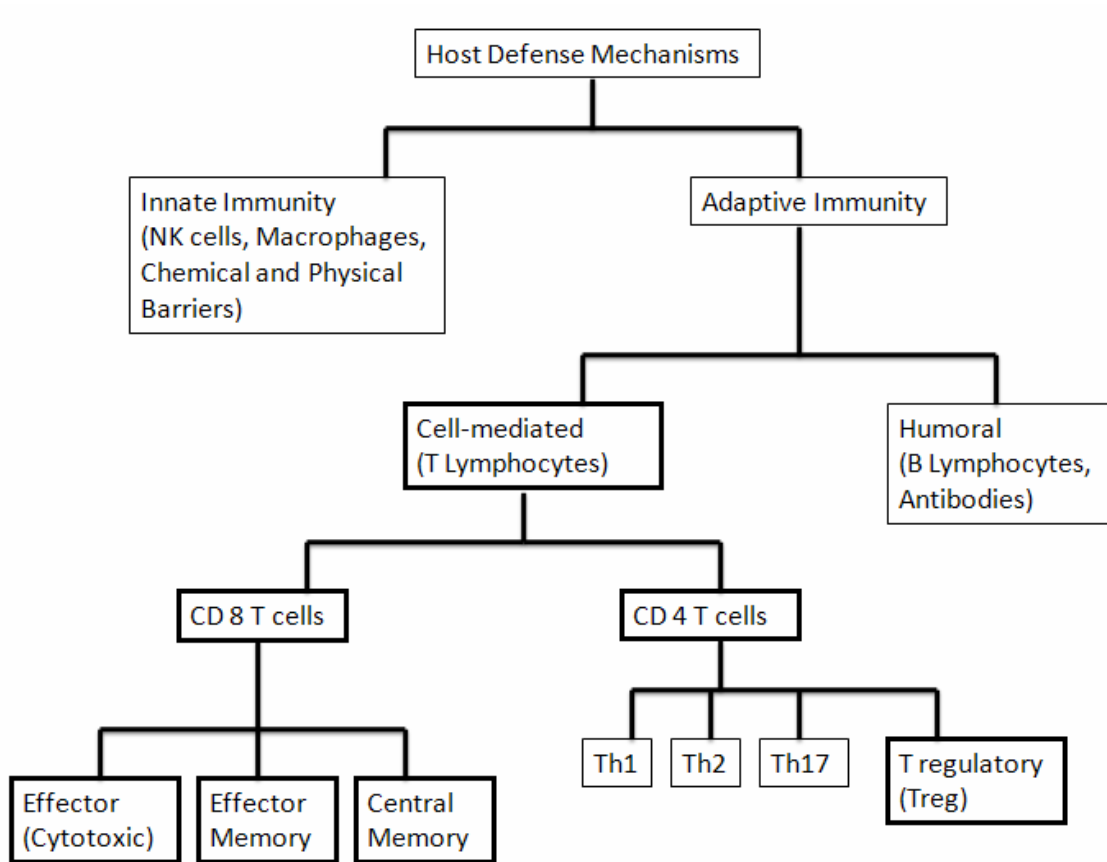 Host Defense Mechanisms
Innate Immunity
(NK cells, Macrophages,
Chemical and Physical
Barriers)
Adaptive Immunity
Cell-mediated
(T Lymphocytes)
Humoral
(B Lymphocytes,
Antibodies)
CD 8 T cells
CD 4 T cells
Effector
(Cytotoxic)
Effector
Memory
Central
Memory
Th1
Th2
Th17
T regulatory
(Treg)